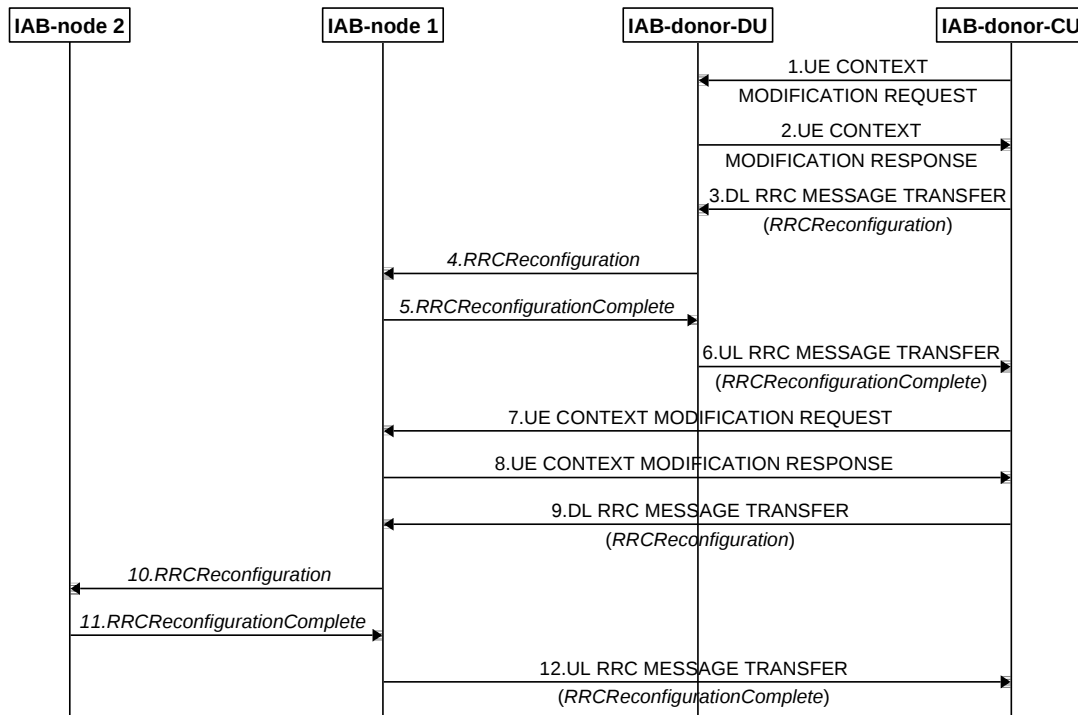 IAB-node 2
IAB-node 1
IAB-donor-DU
IAB-donor-CU
1.UE CONTEXT
MODIFICATION REQUEST
2.UE CONTEXT
MODIFICATION RESPONSE
3.DL RRC MESSAGE TRANSFER
(RRCReconfiguration)
4.RRCReconfiguration
5.RRCReconfigurationComplete
6.UL RRC MESSAGE TRANSFER
(RRCReconfigurationComplete)
7.UE CONTEXT MODIFICATION REQUEST
8.UE CONTEXT MODIFICATION RESPONSE
9.DL RRC MESSAGE TRANSFER
(RRCReconfiguration)
10.RRCReconfiguration
11.RRCReconfigurationComplete
12.UL RRC MESSAGE TRANSFER
(RRCReconfigurationComplete)